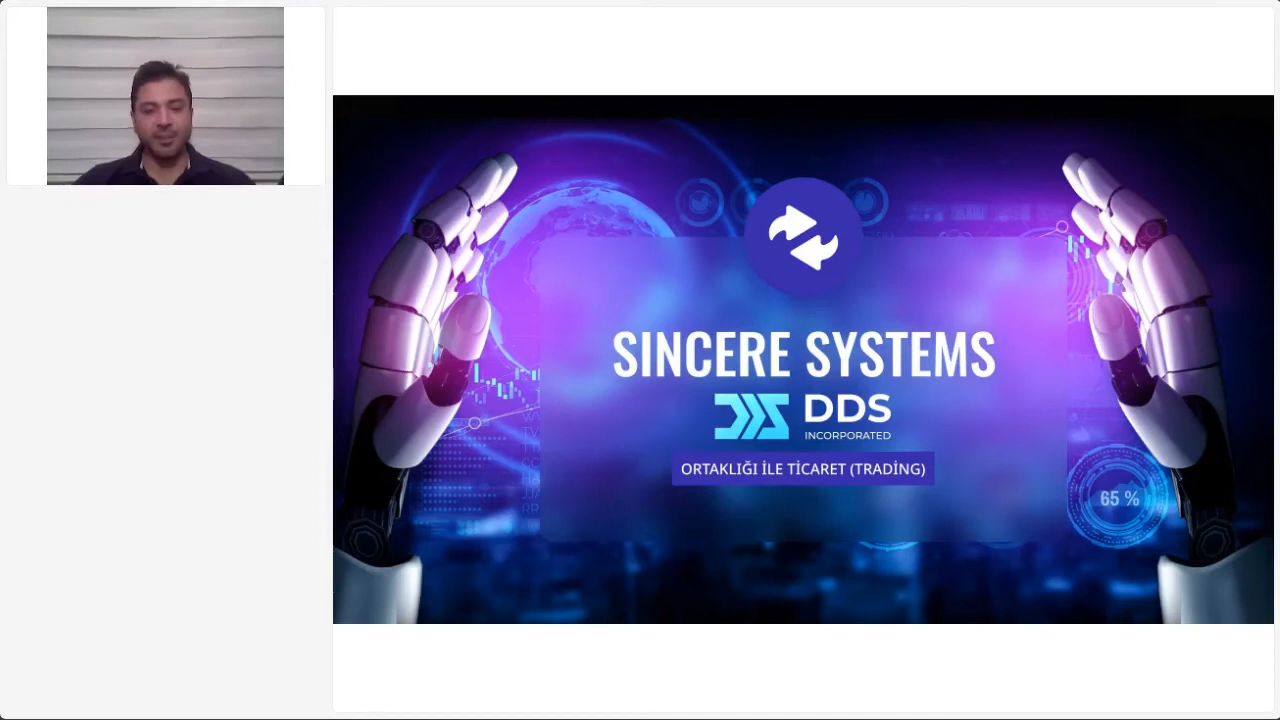 SINCERE SYSTEMS
DDS
INCORPORATED
ORTAKLIĞI İLE TİCARET (TRADİNG)
65 %